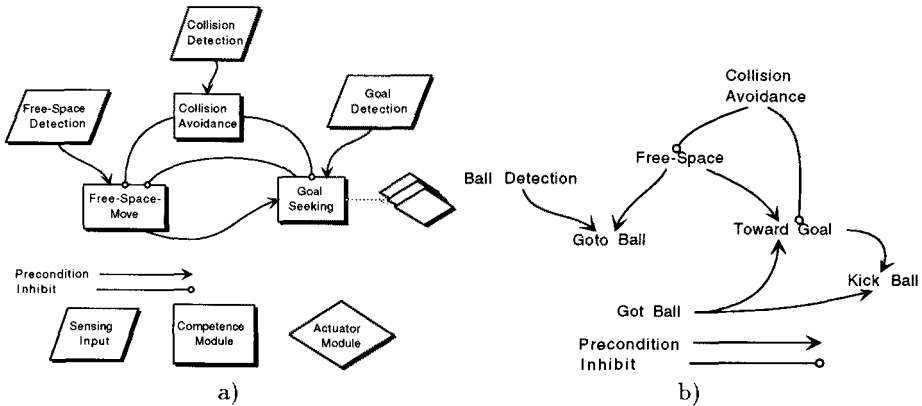 Collision
Detection
Free-Space
Detection
Collision
Avoidance
Goal
Detection
Free-Space-
Move
Goal
Seeking
Precondition
Inhibit
Sensing
Input
Competence
Module
Actuator
Module
a)
Collision
Avoidance
Free-Space
Ball Detection
Goto Ball
Toward Goal
Kick Ball
Got Ball
Precondition
Inhibit
b)